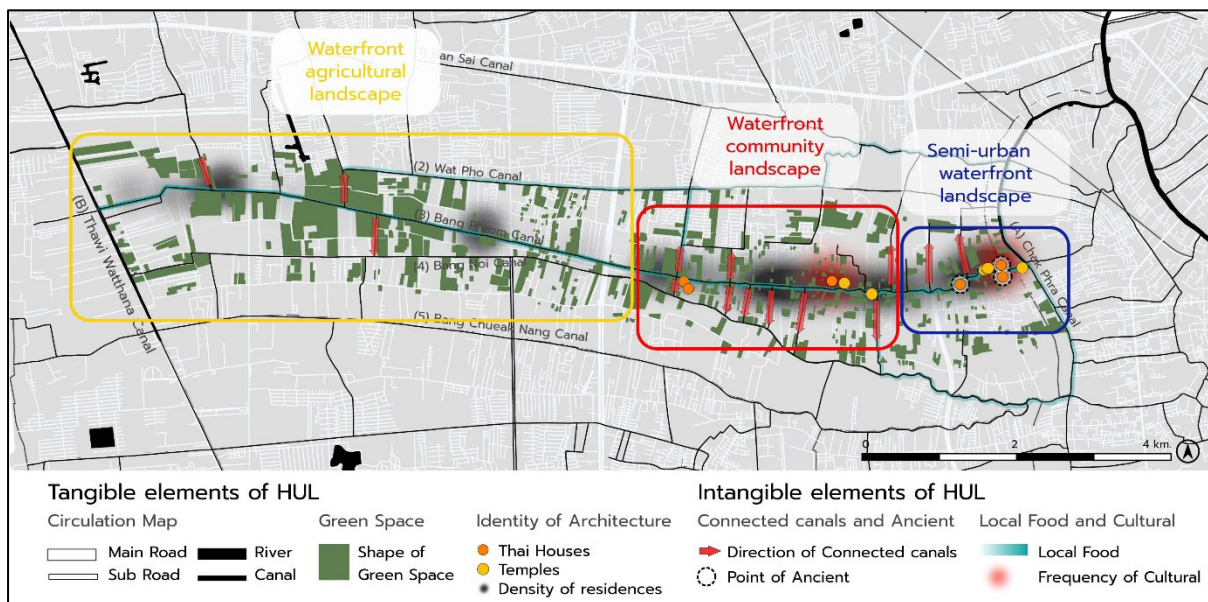 Waterfront
agricultural
landscape
an Sai Canal
Waterfront
community
landscape
Semi-urban
waterfront
landscape
(2) Wat Pho Canal
(3) Bang Phrom Canal
(4) Bang Noi Canal
(5) Bang Chueak Nang Canal
(B) Thawi Watthana Canal
(A) Chak Phra Canal
0 2 4 km.
Tangible elements of HUL
Circulation Map
Main Road
River
Sub Road
Canal
Green Space
Shape of
Green Space
Identity of Architecture
Thai Houses
Temples
Density of residences
Intangible elements of HUL
Connected canals and Ancient
Direction of Connected canals
Point of Ancient
Local Food and Cultural
Local Food
Frequency of Cultural